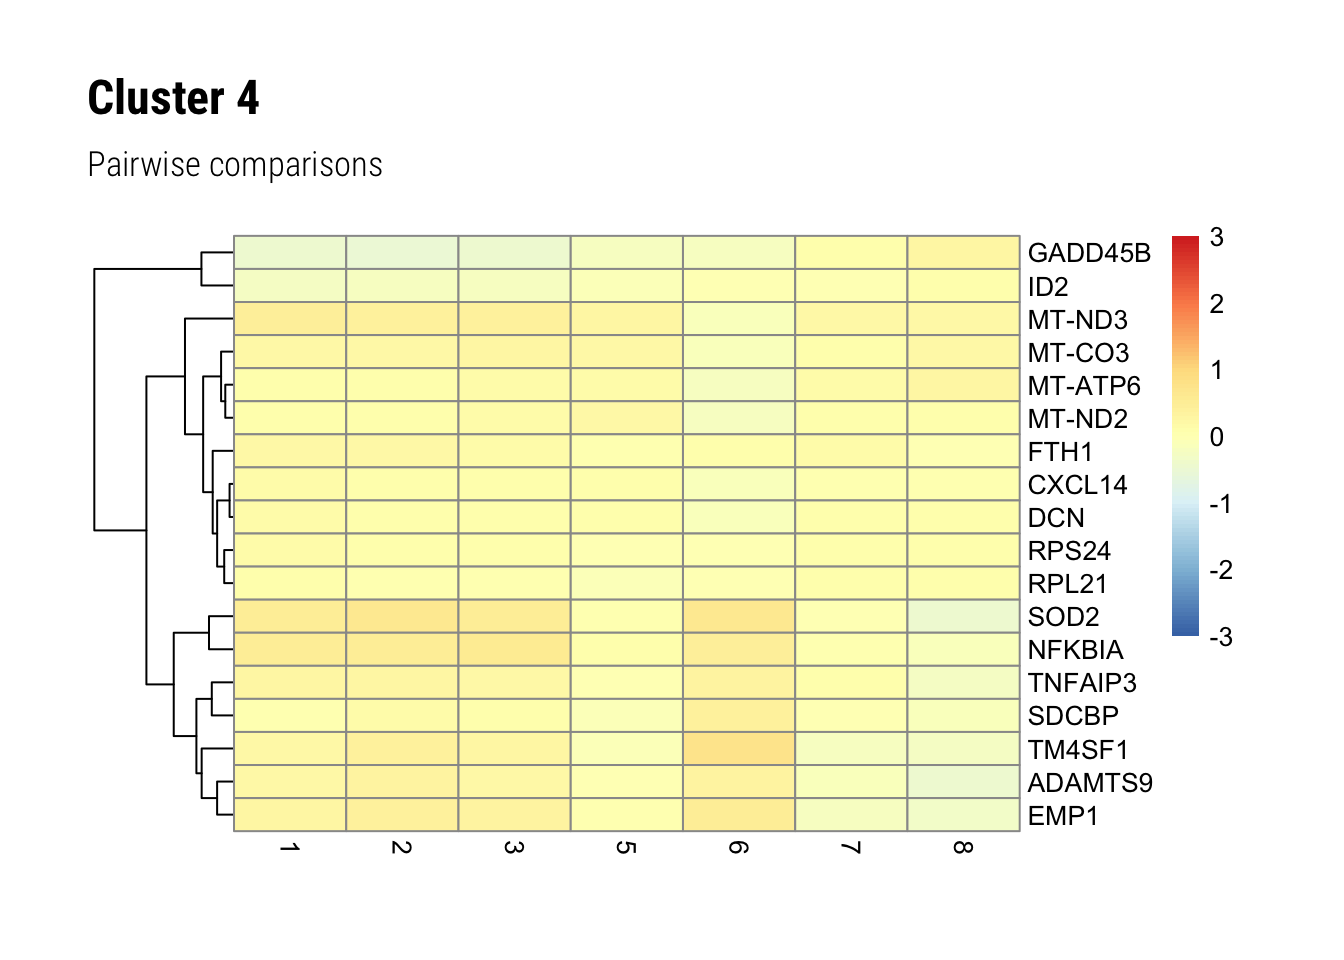 Cluster 4
Pairwise comparisons
GADD45B
ID2
MT-ND3
MT-CO3
MT-ATP6
MT-ND2
FTH1
CXCL14
DCN
RPS24
RPL21
SOD2
NFKBIA
TNFAIP3
SDCBP
TM4SF1
ADAMTS9
EMP1
3
2
1
0
-1
-2
-3
1 2 3 5 6 7 8